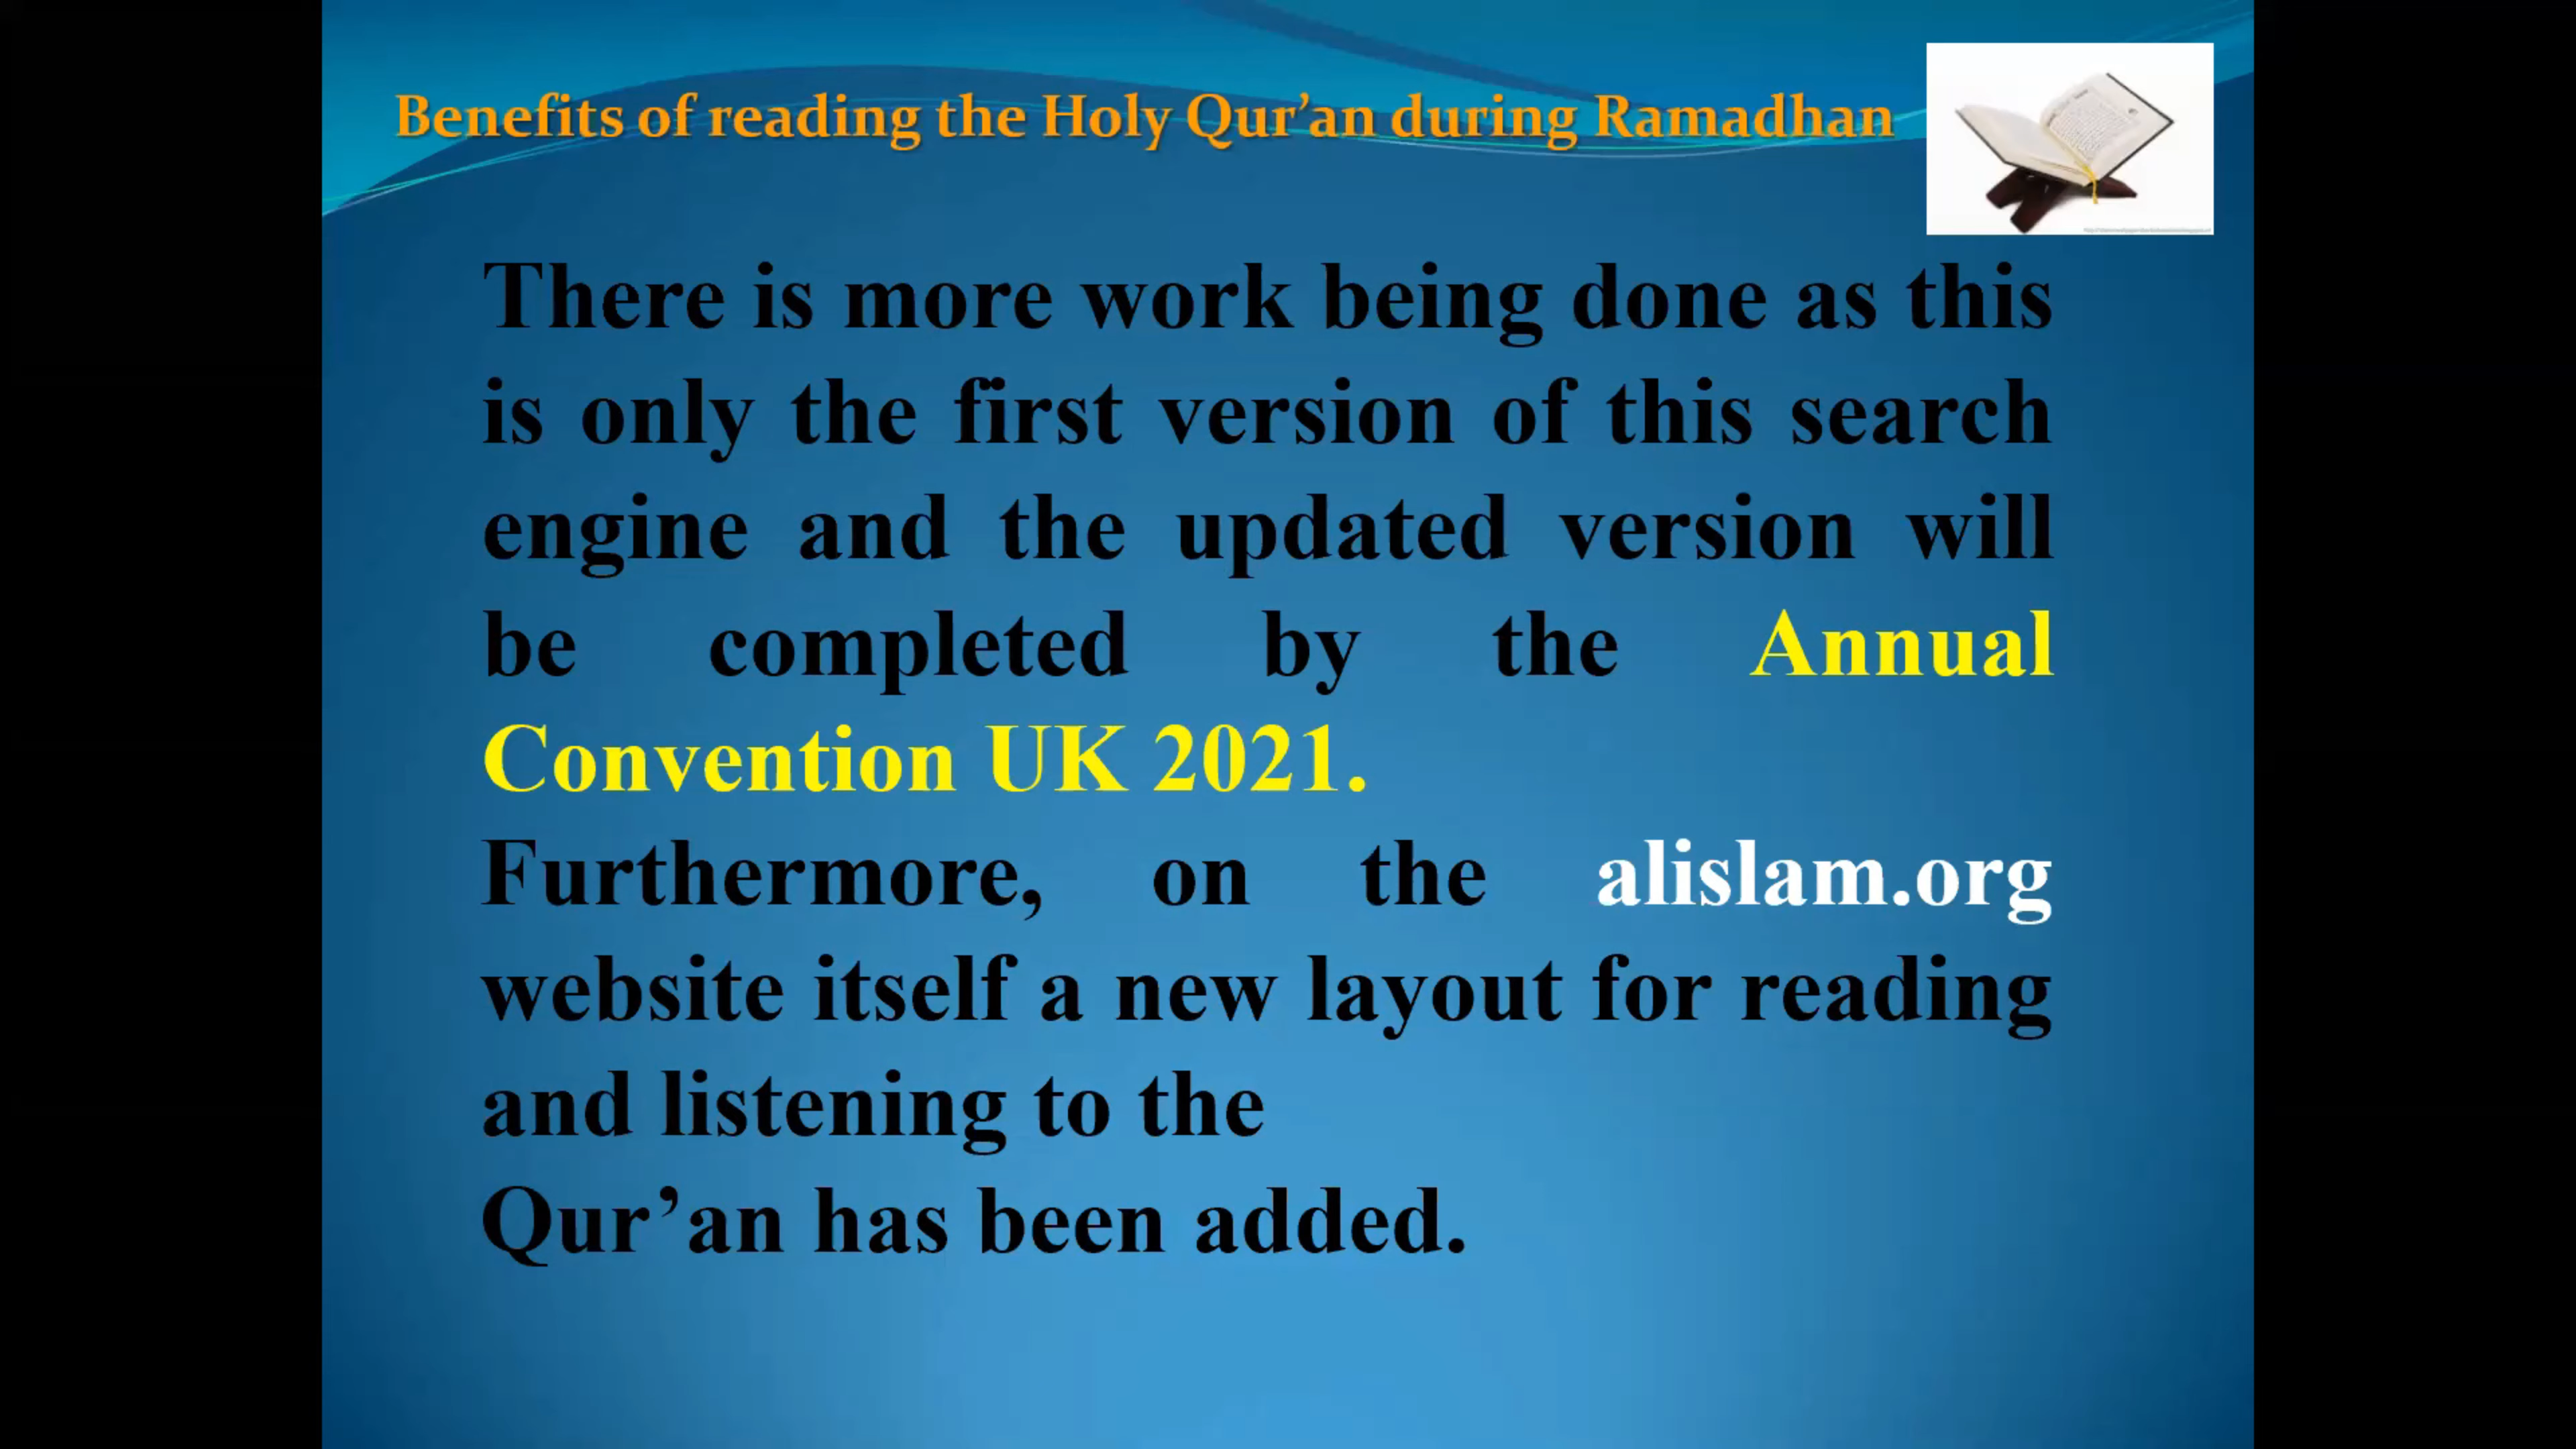 Benefits of reading the Holy Qur’an during Ramadhan
There is more work being done as this
is only the first version of this search
engine and the updated version will
be completed by the Annual
Convention UK 2021.
Furthermore, on the alislam.org
website itself a new layout for reading
and listening to the
Qur’an has been added.